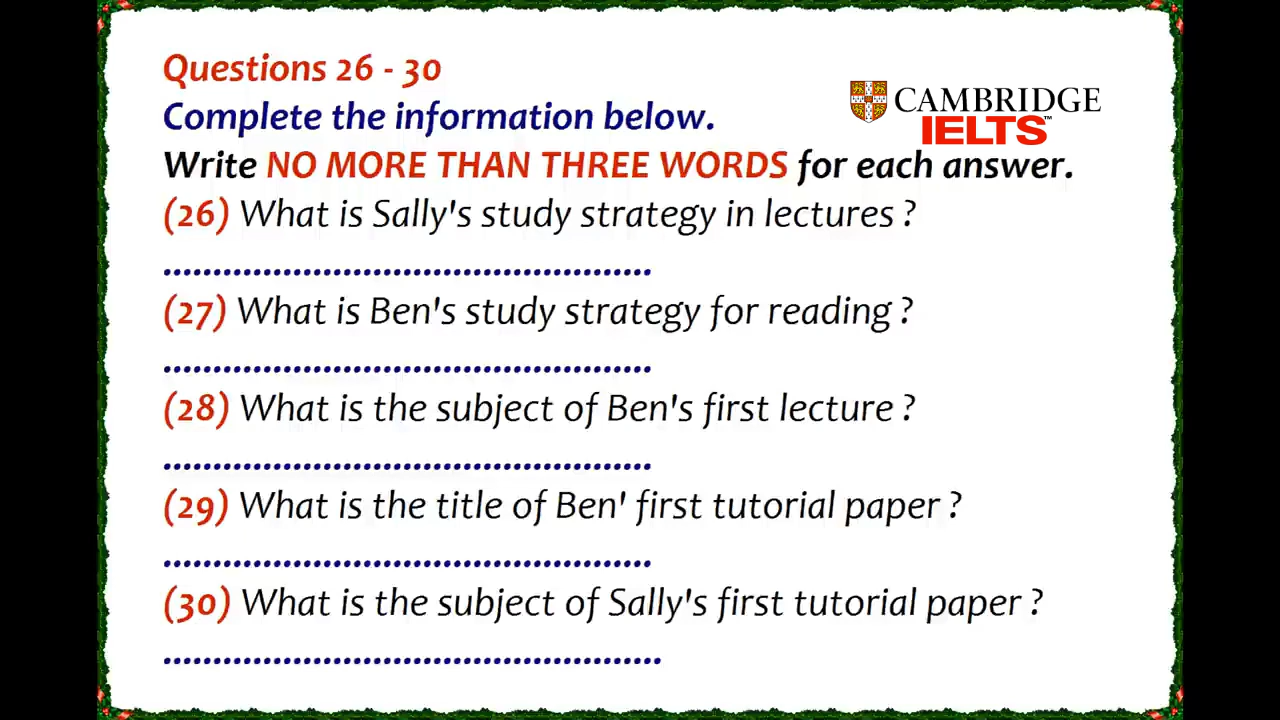 Questions 26 - 30
CAMBRIDGE
IELTS™
Complete the information below.
Write NO MORE THAN THREE WORDS for each answer.
(26) What is Sally's study strategy in lectures ?
.................................................
(27) What is Ben's study strategy for reading ?
.................................................
(28) What is the subject of Ben's first lecture ?
.................................................
(29) What is the title of Ben' first tutorial paper ?
.................................................
(30) What is the subject of Sally's first tutorial paper ?
..................................................